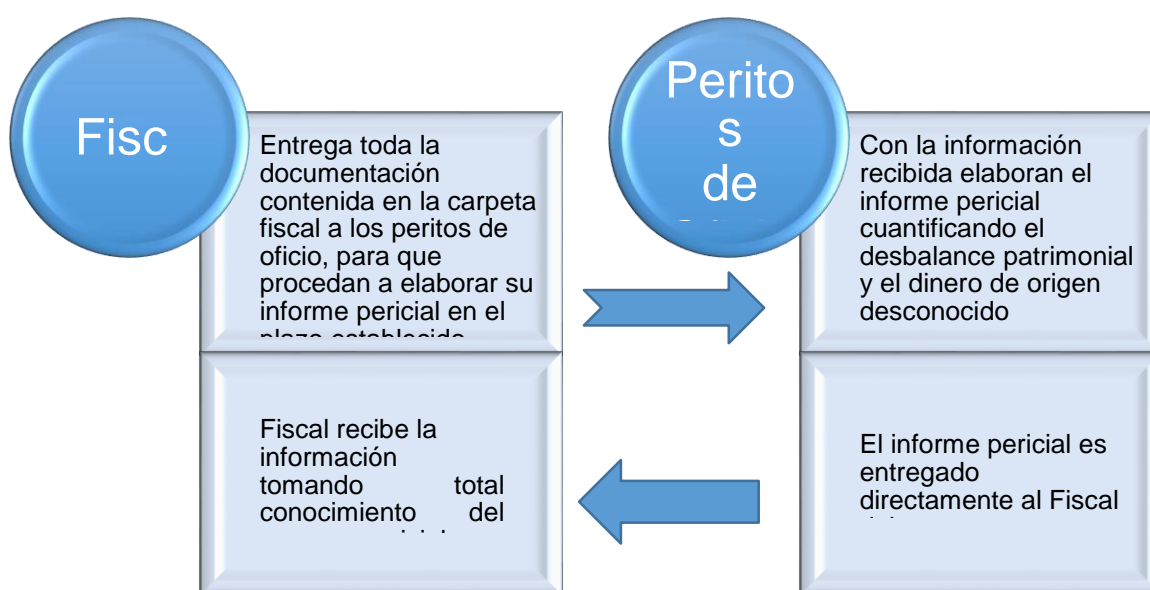 Fisc
Entrega toda la
documentación
contenida en la carpeta
fiscal a los peritos de
oficio, para que
procedan a elaborar su
informe pericial en el
plazo establecido
Perito
s
de
Con la información
recibida elaboran el
informe pericial
cuantificando el
desbalance patrimonial
y el dinero de origen
desconocido
Fiscal recibe la
información
tomando total
conocimiento del
El informe pericial es
entregado
directamente al Fiscal